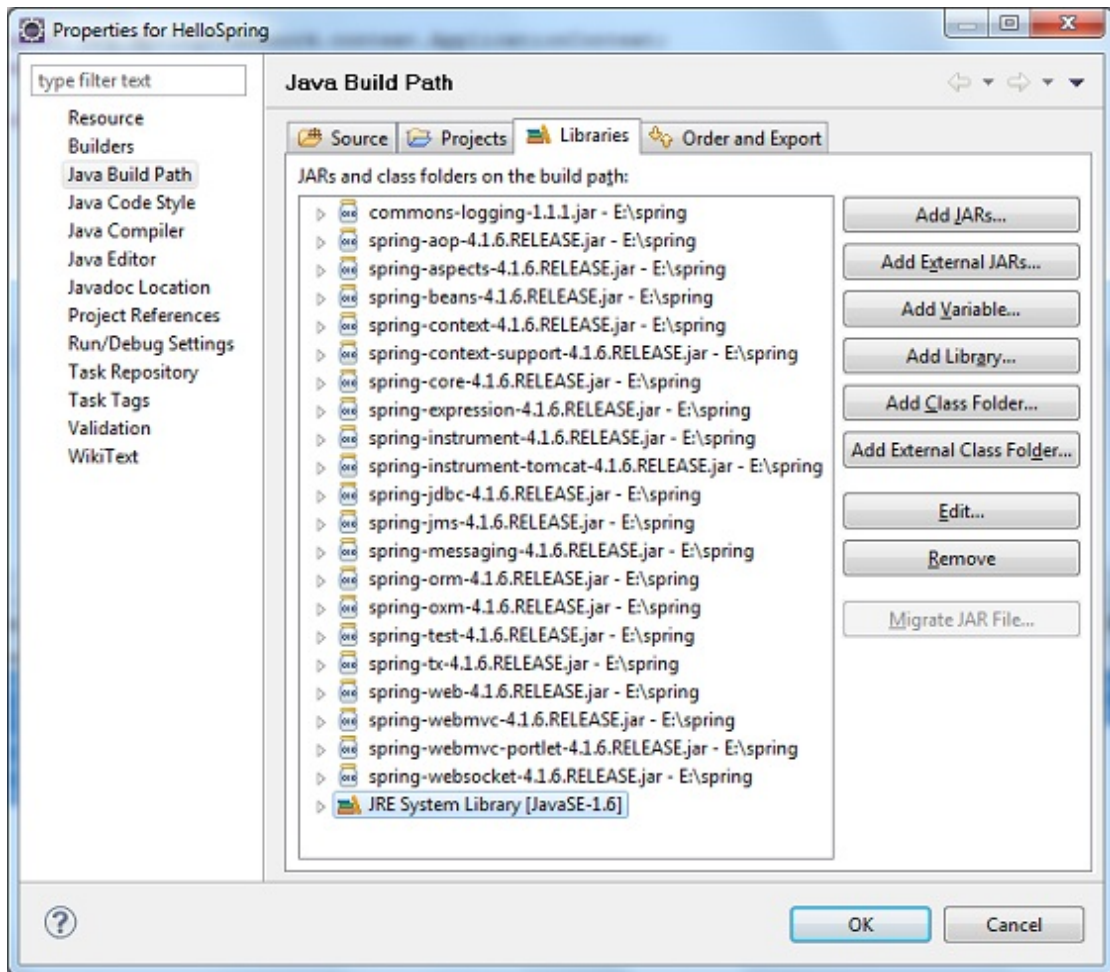 Properties for HelloSpring
type filter text
Resource
Builders
Java Build Path
Java Code Style
Java Compiler
Java Editor
Javadoc Location
Project References
Run/Debug Settings
Task Repository
Task Tags
Validation
WikiText
Java Build Path
Source Projects Libraries Order and Export
JARs and class folders on the build path:
commons-logging-1.1.1.jar - E:\spring
spring-aop-4.1.6.RELEASE.jar - E:\spring
spring-aspects-4.1.6.RELEASE.jar - E:\spring
spring-beans-4.1.6.RELEASE.jar - E:\spring
spring-context-4.1.6.RELEASE.jar - E:\spring
spring-context-support-4.1.6.RELEASE.jar - E:\spring
spring-core-4.1.6.RELEASE.jar - E:\spring
spring-expression-4.1.6.RELEASE.jar - E:\spring
spring-instrument-4.1.6.RELEASE.jar - E:\spring
spring-instrument-tomcat-4.1.6.RELEASE.jar - E:\spring
spring-jdbc-4.1.6.RELEASE.jar - E:\spring
spring-jms-4.1.6.RELEASE.jar - E:\spring
spring-messaging-4.1.6.RELEASE.jar - E:\spring
spring-orm-4.1.6.RELEASE.jar - E:\spring
spring-oxm-4.1.6.RELEASE.jar - E:\spring
spring-test-4.1.6.RELEASE.jar - E:\spring
spring-tx-4.1.6.RELEASE.jar - E:\spring
spring-web-4.1.6.RELEASE.jar - E:\spring
spring-webmvc-4.1.6.RELEASE.jar - E:\spring
spring-webmvc-portlet-4.1.6.RELEASE.jar - E:\spring
spring-websocket-4.1.6.RELEASE.jar - E:\spring
JRE System Library [JavaSE-1.6]
Add JARs...
Add External JARs...
Add Variable...
Add Library...
Add Class Folder...
Add External Class Folder...
Edit...
Remove
Migrate JAR File...
OK
Cancel